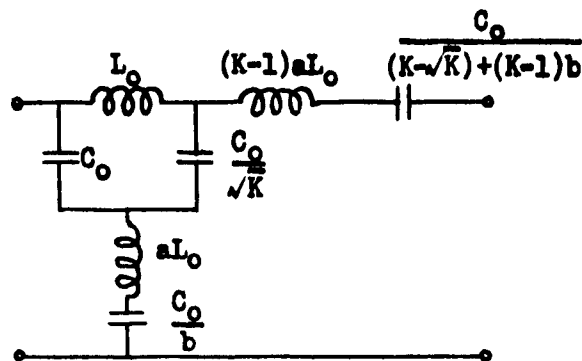 C₀
(K-√K)+(K-1)b
L₀
(K-1)aL₀
C₀
C₀
√K
aL₀
C₀
b